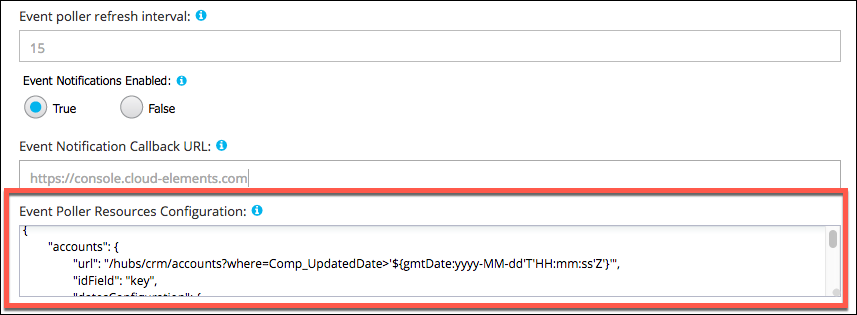 Event poller refresh interval:
15
Event Notifications Enabled:
True False
Event Notification Callback URL:
https://console.cloud-elements.com
Event Poller Resources Configuration:
{
"accounts": {
"url": "/hubs/crm/accounts?where=Comp_UpdatedDate>'${gmtDate:yyyy-MM-dd'T'HH:mm:ss'Z'}'",
"idField": "key",
"datesConfiguration": {